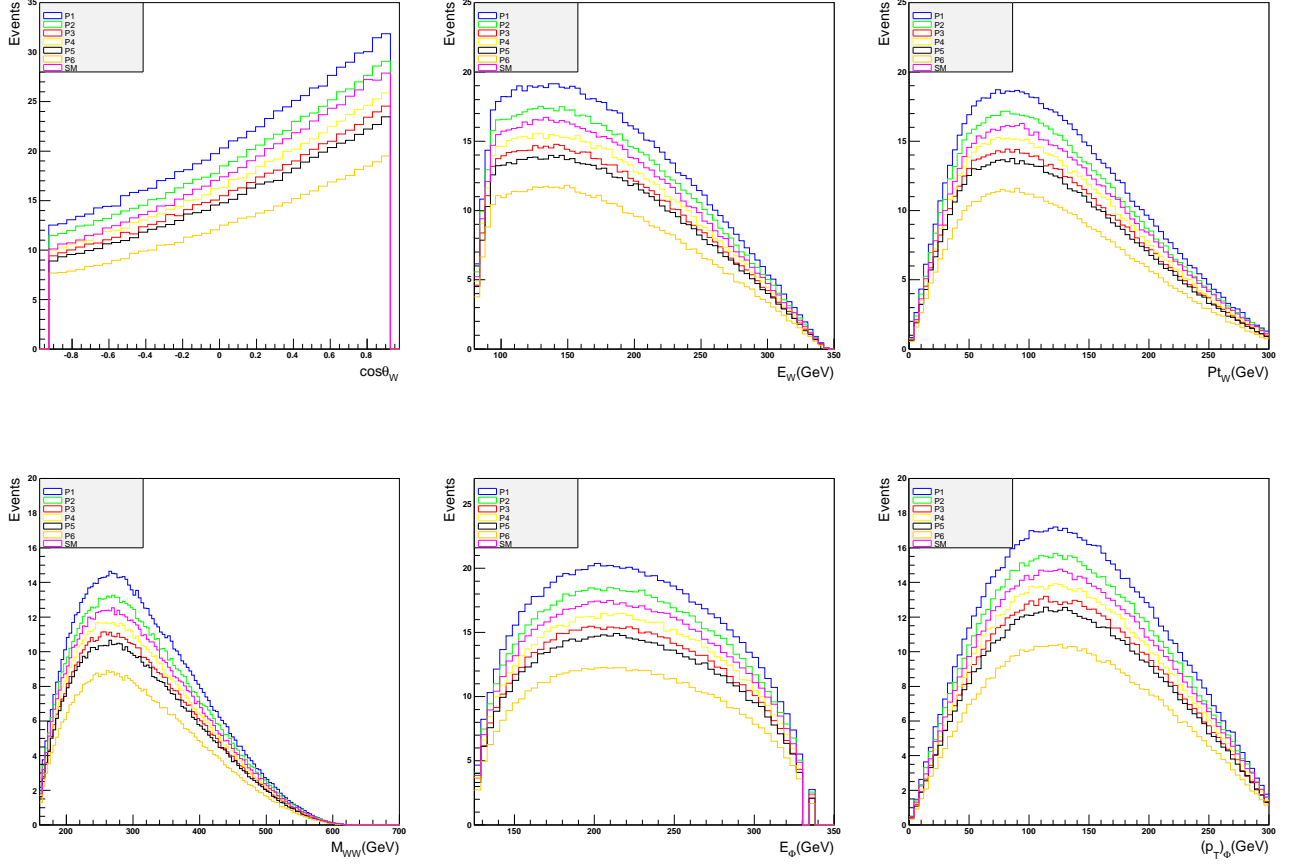 Events
35
30
25
20
15
10
5
0
P1
P2
P3
P4
P5
P6
SM
-0.8 -0.6 -0.4 -0.2 0 0.2 0.4 0.6 0.8
cosθ_W
Events
25
20
15
10
5
0
P1
P2
P3
P4
P5
P6
SM
100 150 200 250 300 350
E_W(GeV)
Events
25
20
15
10
5
0
P1
P2
P3
P4
P5
P6
SM
0 50 100 150 200 250 300
Pt_W(GeV)
Events
20
18
16
14
12
10
8
6
4
2
0
P1
P2
P3
P4
P5
P6
SM
200 300 400 500 600 700
M_WW(GeV)
Events
25
20
15
10
5
0
P1
P2
P3
P4
P5
P6
SM
150 200 250 300 350
E_Φ(GeV)
Events
20
18
16
14
12
10
8
6
4
2
0
P1
P2
P3
P4
P5
P6
SM
0 50 100 150 200 250 300
(p_T)_Φ(GeV)